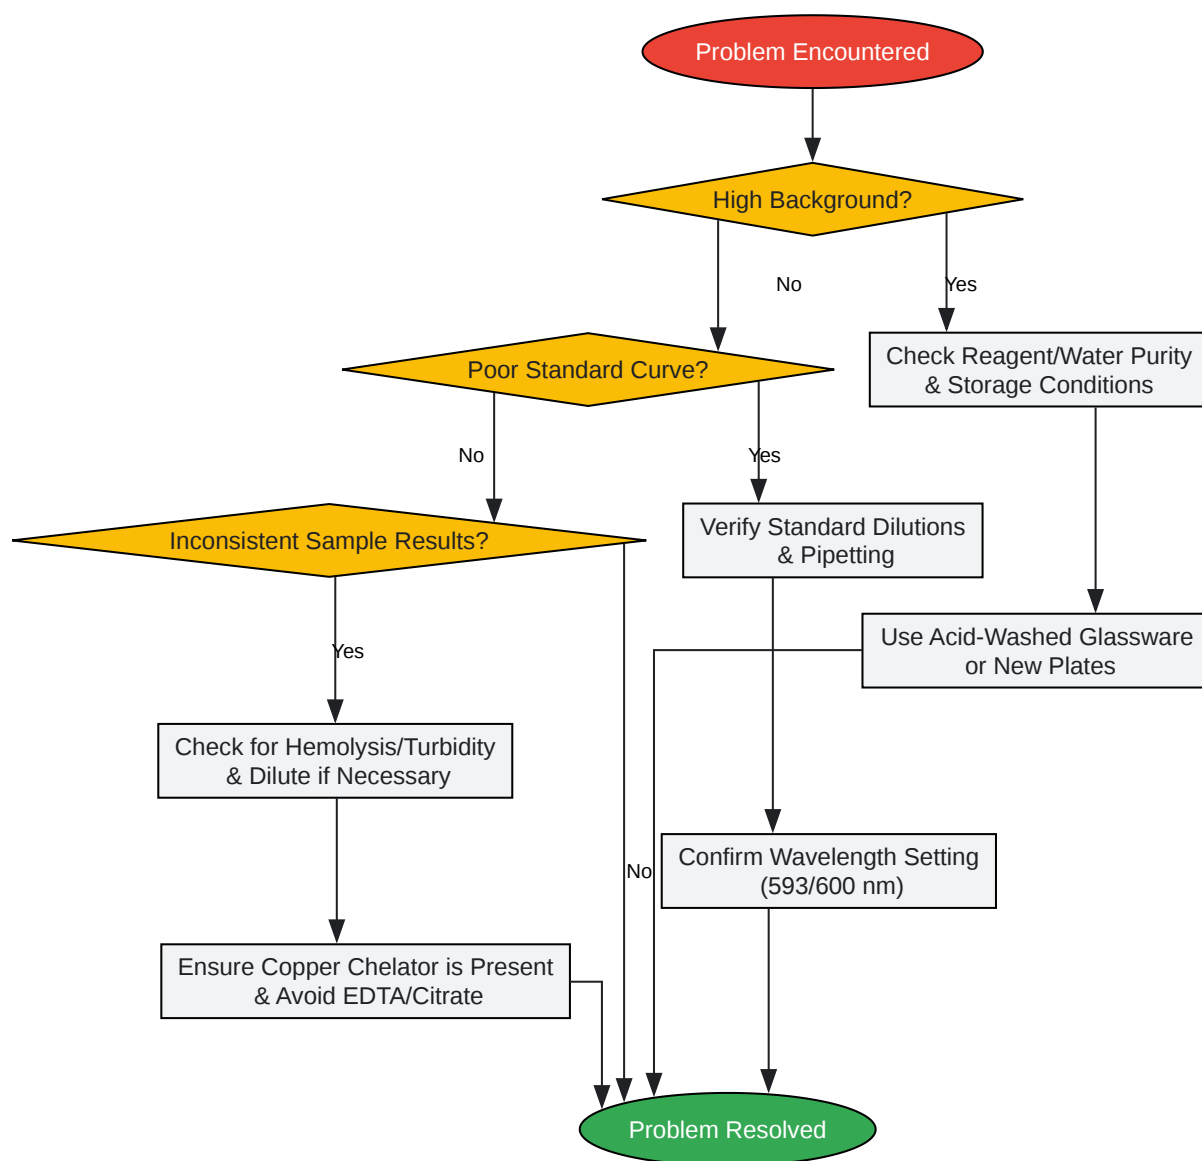 Problem Encountered
High Background?
No
Yes
Poor Standard Curve?
Check Reagent/Water Purity
& Storage Conditions
No
Yes
Inconsistent Sample Results?
Verify Standard Dilutions
& Pipetting
Use Acid-Washed Glassware
or New Plates
Yes
Check for Hemolysis/Turbidity
& Dilute if Necessary
No
Confirm Wavelength Setting
(593/600 nm)
Ensure Copper Chelator is Present
& Avoid EDTA/Citrate
Problem Resolved